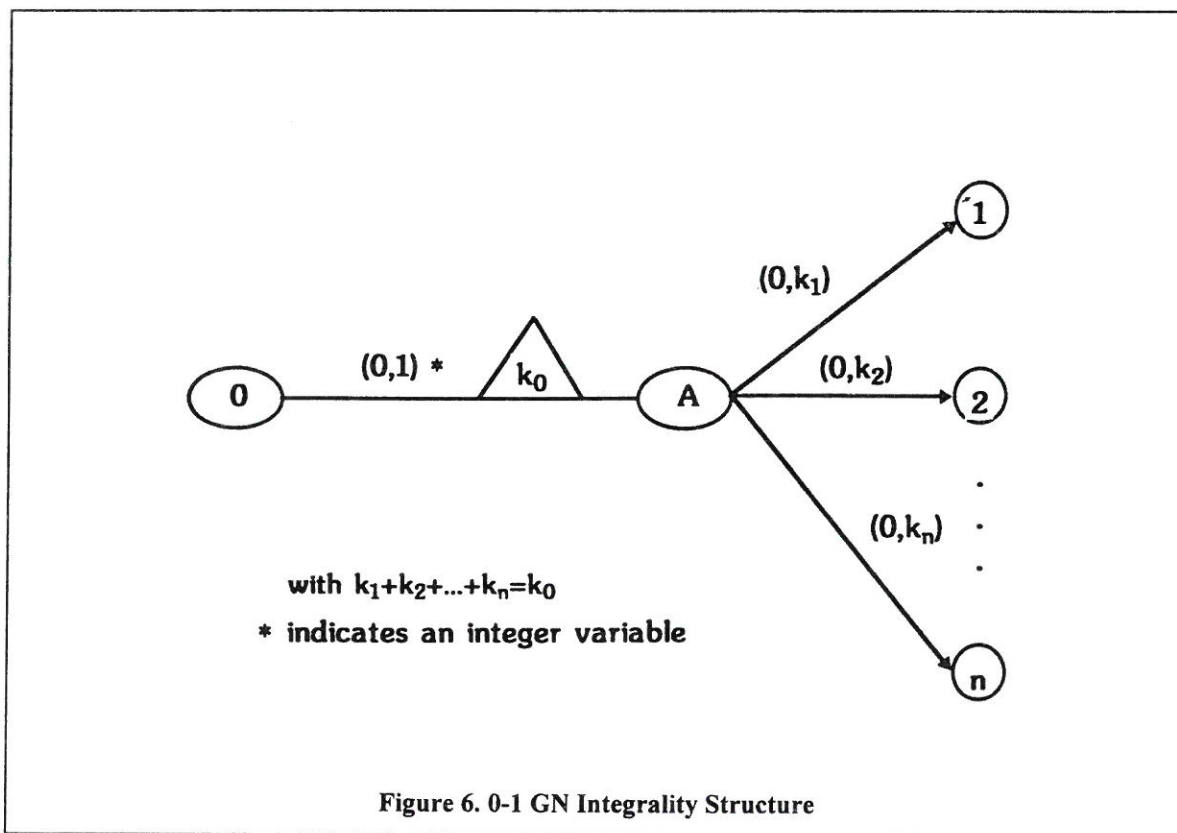 1
(0,k₁)
(0,1) *
k₀
(0,k₂)
0
A
2
(0,kₙ)
with k₁+k₂+...+kₙ=k₀
* indicates an integer variable
n
Figure 6. 0-1 GN Integrality Structure